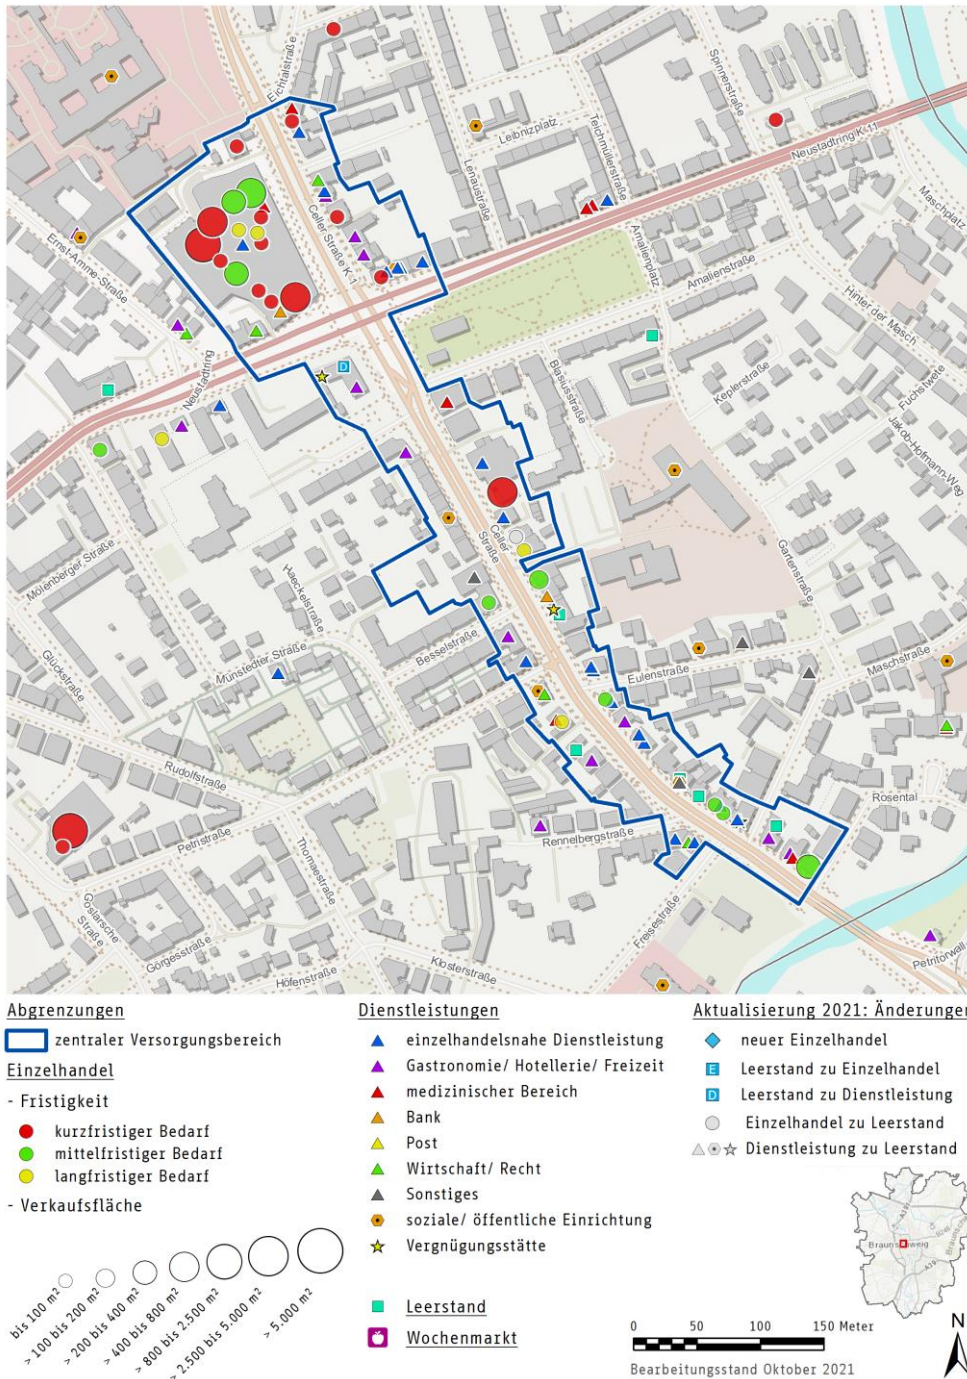 Eichtalstraße
Spinnerstraße
Leibnizplatz
Teichmüllerstraße
Neustadtring K 11
Lenaustraße
Maschplatz
Ernst-Amme-Straße
Celler Straße K 1
Amalienplatz
Amalienstraße
Hinter der Masch
Neustadtring
D
Blasiusstraße
Keplerstraße
Fuchstwete
Jakob-Hofmann-Weg
Celler
Straße
Molenberger Straße
Haeckelstraße
Gartenstraße
Glückstraße
Münstedter Straße
Besselstraße
Eulenstraße
Maschstraße
Rudolfstraße
Petristraße
Rennelbergstraße
Rosental
Thomaestraße
Goslarsche
Straße
Görgesstraße
Freisestraße
Höfenstraße
Klosterstraße
Petritorwall
Abgrenzungen
zentraler Versorgungsbereich
Einzelhandel
- Fristigkeit
kurzfristiger Bedarf
mittelfristiger Bedarf
langfristiger Bedarf
- Verkaufsfläche
bis 100 m²
> 100 bis 200 m²
> 200 bis 400 m²
> 400 bis 800 m²
> 800 bis 2.500 m²
> 2.500 bis 5.000 m²
> 5.000 m²
Dienstleistungen
einzelhandelsnahe Dienstleistung
Gastronomie/ Hotellerie/ Freizeit
medizinischer Bereich
Bank
Post
Wirtschaft/ Recht
Sonstiges
soziale/ öffentliche Einrichtung
Vergnügungsstätte
Leerstand
Wochenmarkt
Aktualisierung 2021: Änderungen
neuer Einzelhandel
E Leerstand zu Einzelhandel
D Leerstand zu Dienstleistung
Einzelhandel zu Leerstand
Dienstleistung zu Leerstand
Braunschweig
A39
0 50 100 150 Meter
N
Bearbeitungsstand Oktober 2021